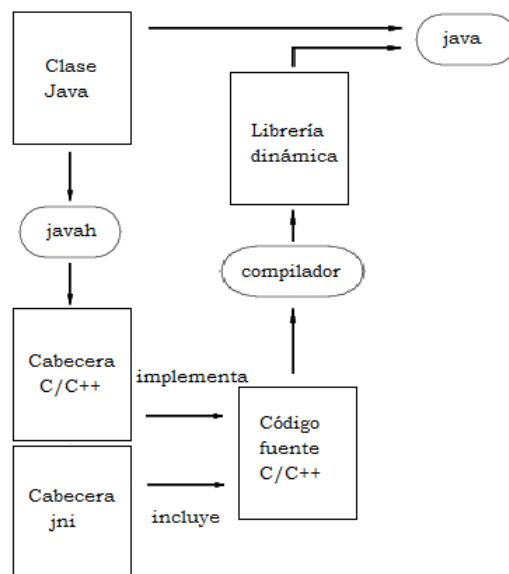 java
Clase
Java
Librería
dinámica
javah
compilador
Cabecera
C/C++
implementa
Código
fuente
C/C++
Cabecera
jni
incluye